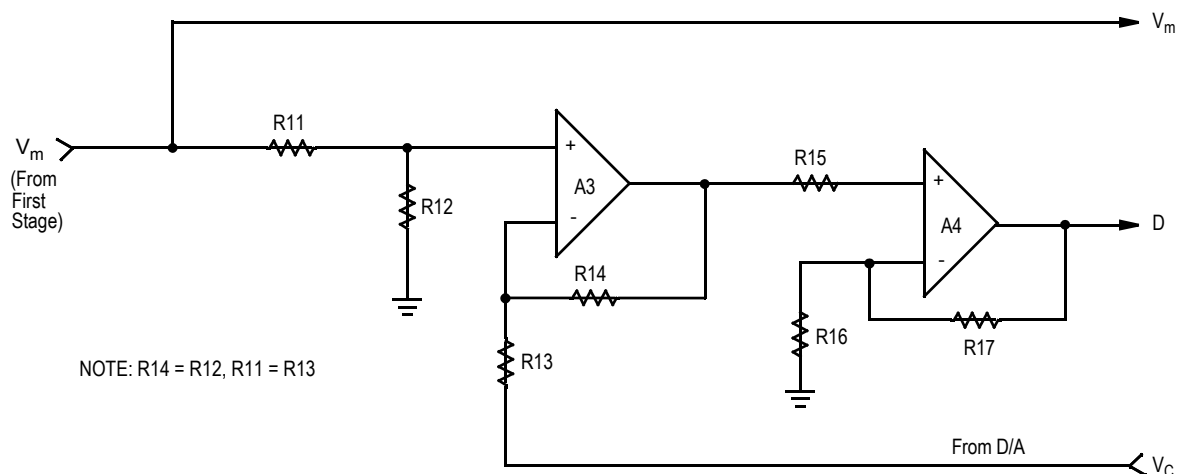 Vm
R11
Vm
(From
First
Stage)
+
A3
-
R12
R15
+
A4
-
D
R14
R13
R16
R17
NOTE: R14 = R12, R11 = R13
From D/A
VC